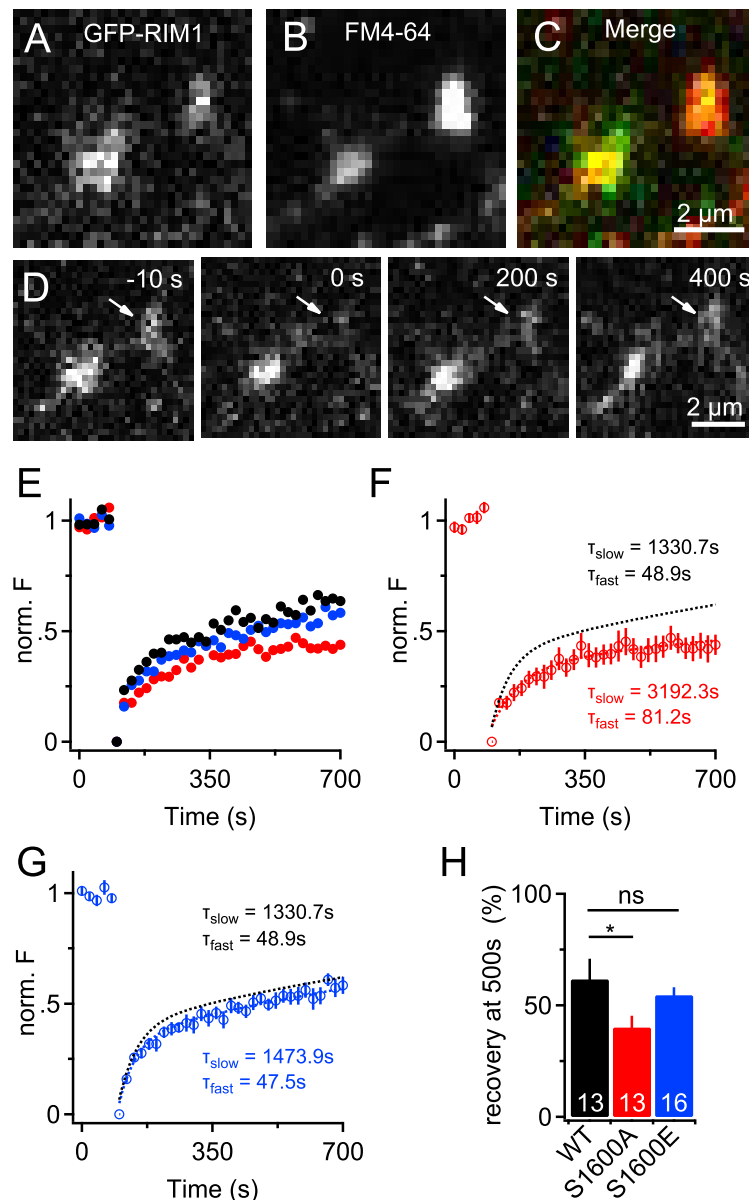 A GFP-RIM1
B FM4-64
C Merge
2 μm
D -10 s
0 s
200 s
400 s
2 μm
E
norm. F
1
.5
0
0 350 700
Time (s)
F
norm. F
1
.5
0
τslow = 1330.7s
τfast = 48.9s
τslow = 3192.3s
τfast = 81.2s
0 350 700
Time (s)
G
norm. F
1
.5
0
τslow = 1330.7s
τfast = 48.9s
τslow = 1473.9s
τfast = 47.5s
0 350 700
Time (s)
H
recovery at 500s (%)
100
50
0
ns
*
13 13 16
WT
S1600A
S1600E